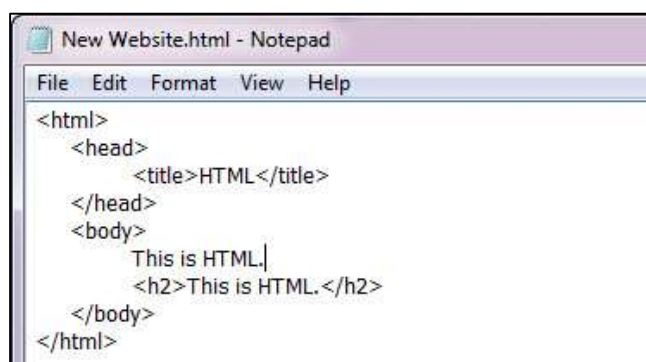 New Website.html - Notepad
File Edit Format View Help
<html>
<head>
<title>HTML</title>
</head>
<body>
This is HTML.
<h2>This is HTML.</h2>
</body>
</html>